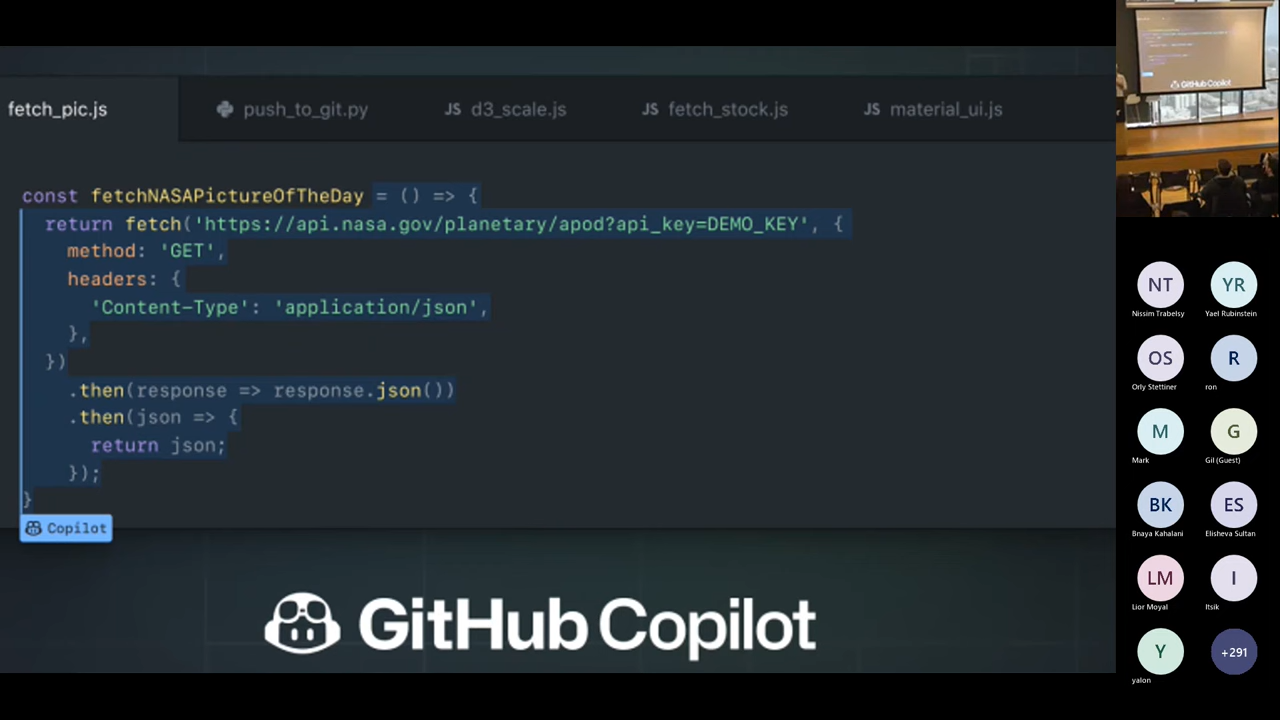 fetch_pic.js
push_to_git.py
JS d3_scale.js
JS fetch_stock.js
JS material_ui.js
const fetchNASAPictureOfTheDay = () => {
return fetch('https://api.nasa.gov/planetary/apod?api_key=DEMO_KEY', {
method: 'GET',
headers: {
'Content-Type': 'application/json',
},
})
.then(response => response.json())
.then(json => {
return json;
});
}
Copilot
GitHub Copilot
GitHub Copilot
NT
Nissim Trabelsy
YR
Yael Rubinstein
OS
Orly Stettiner
R
ron
M
Mark
G
Gil (Guest)
BK
Bnaya Kahalani
ES
Elisheva Sultan
LM
Lior Moyal
I
Itsik
Y
yalon
+291